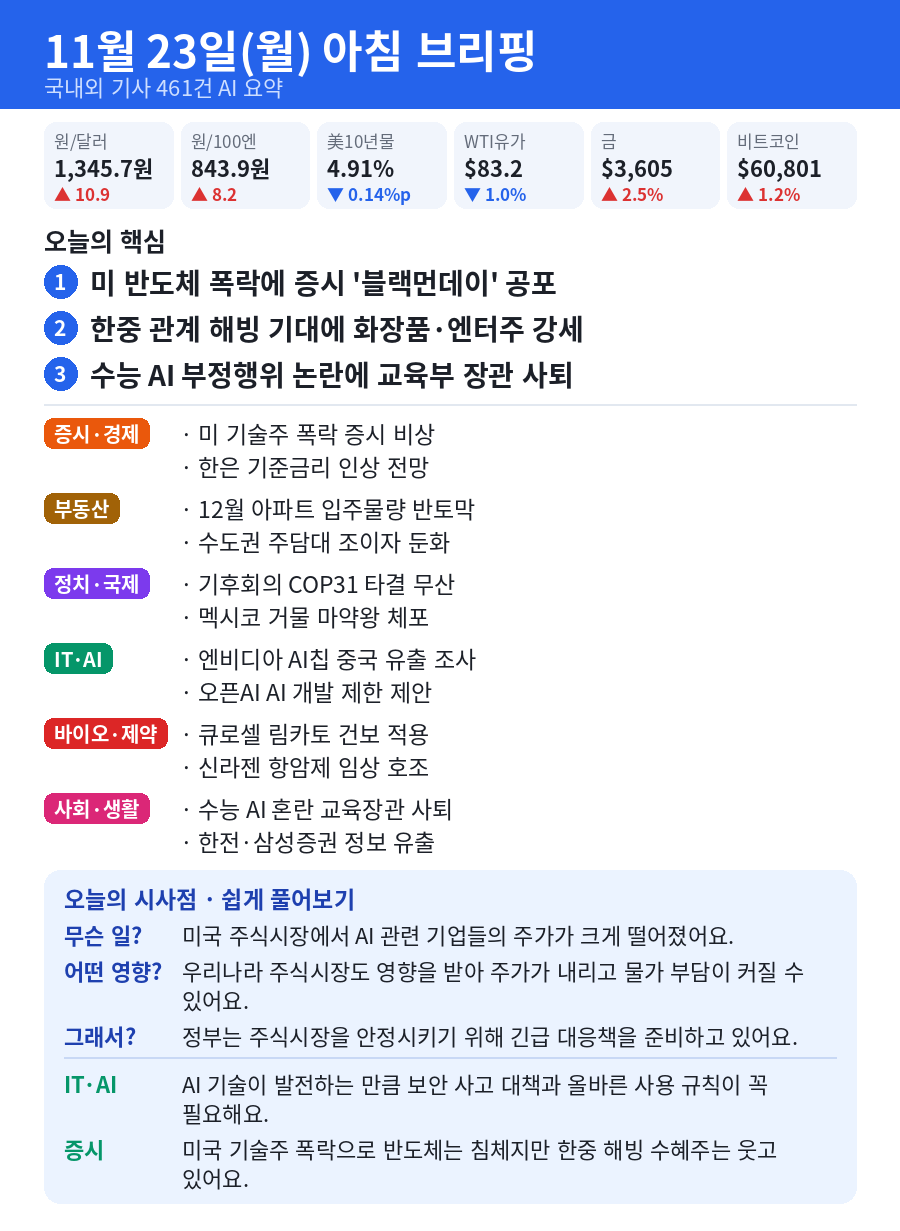 11월 23일(월) 아침 브리핑
국내외 기사 461건 AI 요약
원/달러
1,345.7원
▲ 10.9
원/100엔
843.9원
▲ 8.2
美10년물
4.91%
▼ 0.14%p
WTI유가
$83.2
▼ 1.0%
금
$3,605
▲ 2.5%
비트코인
$60,801
▲ 1.2%
오늘의 핵심
1 미 반도체 폭락에 증시 '블랙먼데이' 공포
2 한중 관계 해빙 기대에 화장품·엔터주 강세
3 수능 AI 부정행위 논란에 교육부 장관 사퇴
증시·경제 · 미 기술주 폭락 증시 비상
· 한은 기준금리 인상 전망
부동산 · 12월 아파트 입주물량 반토막
· 수도권 주담대 조이자 둔화
정치·국제 · 기후회의 COP31 타결 무산
· 멕시코 거물 마약왕 체포
IT·AI · 엔비디아 AI칩 중국 유출 조사
· 오픈AI AI 개발 제한 제안
바이오·제약 · 큐로셀 림카토 건보 적용
· 신라젠 항암제 임상 호조
사회·생활 · 수능 AI 혼란 교육장관 사퇴
· 한전·삼성증권 정보 유출
오늘의 시사점 · 쉽게 풀어보기
무슨 일? 미국 주식시장에서 AI 관련 기업들의 주가가 크게 떨어졌어요.
어떤 영향? 우리나라 주식시장도 영향을 받아 주가가 내리고 물가 부담이 커질 수
있어요.
그래서? 정부는 주식시장을 안정시키기 위해 긴급 대응책을 준비하고 있어요.
IT·AI AI 기술이 발전하는 만큼 보안 사고 대책과 올바른 사용 규칙이 꼭
필요해요.
증시 미국 기술주 폭락으로 반도체는 침체지만 한중 해빙 수혜주는 웃고
있어요.